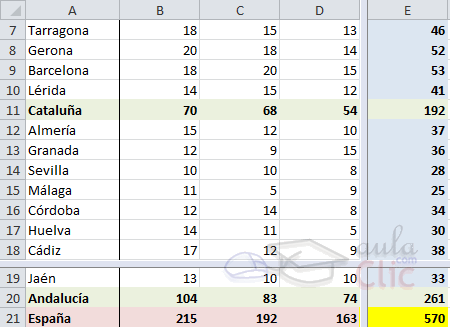 A B C D E
7 Tarragona 18 15 13 46
8 Gerona 20 18 14 52
9 Barcelona 18 20 15 53
10 Lérida 14 15 12 41
11 Cataluña 70 68 54 192
12 Almería 15 12 10 37
13 Granada 12 9 15 36
14 Sevilla 10 10 8 28
15 Málaga 11 5 9 25
16 Córdoba 12 14 8 34
17 Huelva 14 11 5 30
18 Cádiz 17 12 9 38
aula
.com
Clic
19 Jaén 13 10 10 33
20 Andalucía 104 83 74 261
21 España 215 192 163 570